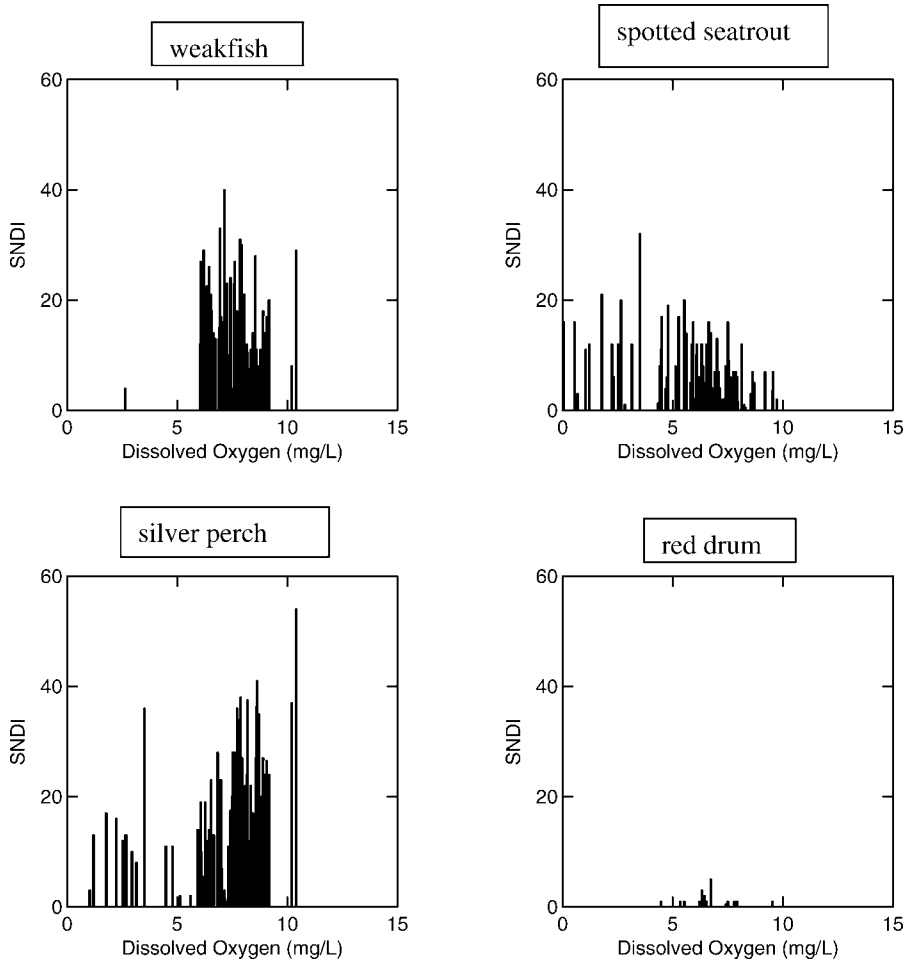 weakfish
60
40
20
0
SNDI
0 5 10 15
Dissolved Oxygen (mg/L)
spotted seatrout
60
40
20
0
SNDI
0 5 10 15
Dissolved Oxygen (mg/L)
silver perch
60
40
20
0
SNDI
0 5 10 15
Dissolved Oxygen (mg/L)
red drum
60
40
20
0
SNDI
0 5 10 15
Dissolved Oxygen (mg/L)